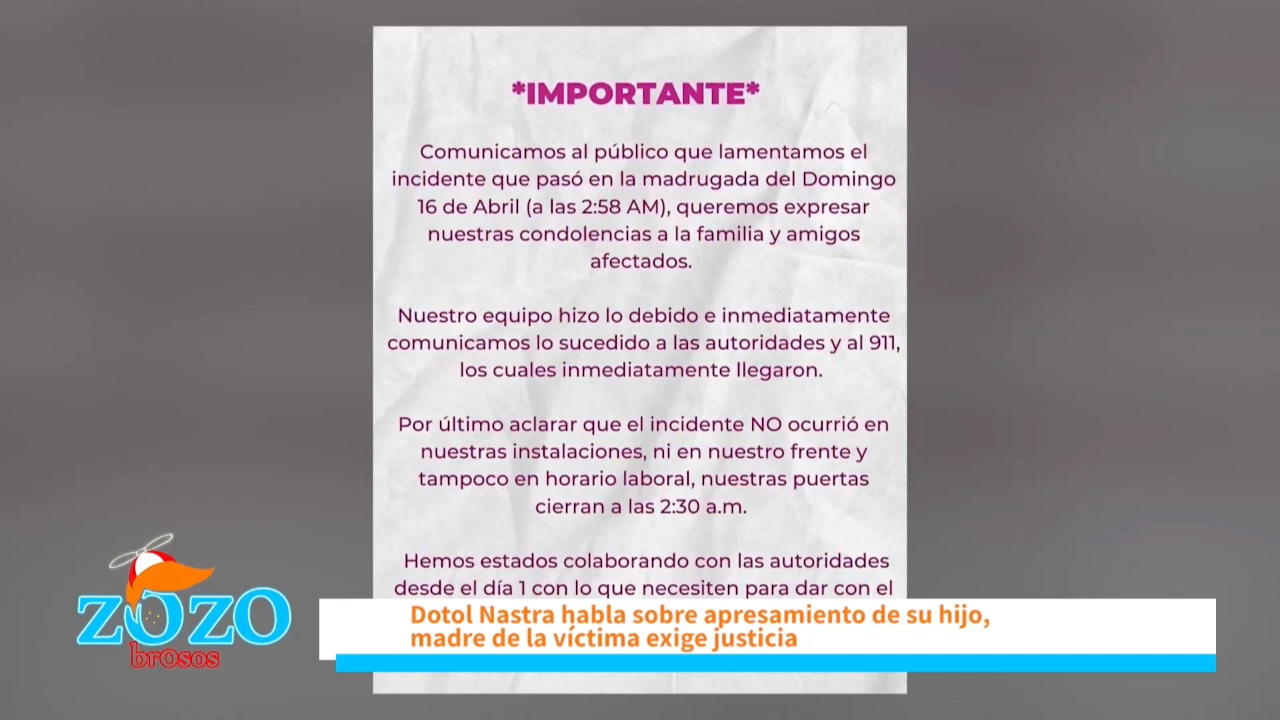 *IMPORTANTE*
Comunicamos al público que lamentamos el
incidente que pasó en la madrugada del Domingo
16 de Abril (a las 2:58 AM), queremos expresar
nuestras condolencias a la familia y amigos
afectados.
Nuestro equipo hizo lo debido e inmediatamente
comunicamos lo sucedido a las autoridades y al 911,
los cuales inmediatamente llegaron.
Por último aclarar que el incidente NO ocurrió en
nuestras instalaciones, ni en nuestro frente y
tampoco en horario laboral, nuestras puertas
cierran a las 2:30 a.m.
Hemos estados colaborando con las autoridades
desde el día 1 con lo que necesiten para dar con el
Dotol Nastra habla sobre apresamiento de su hijo,
madre de la víctima exige justicia
ZOZO
brOsos